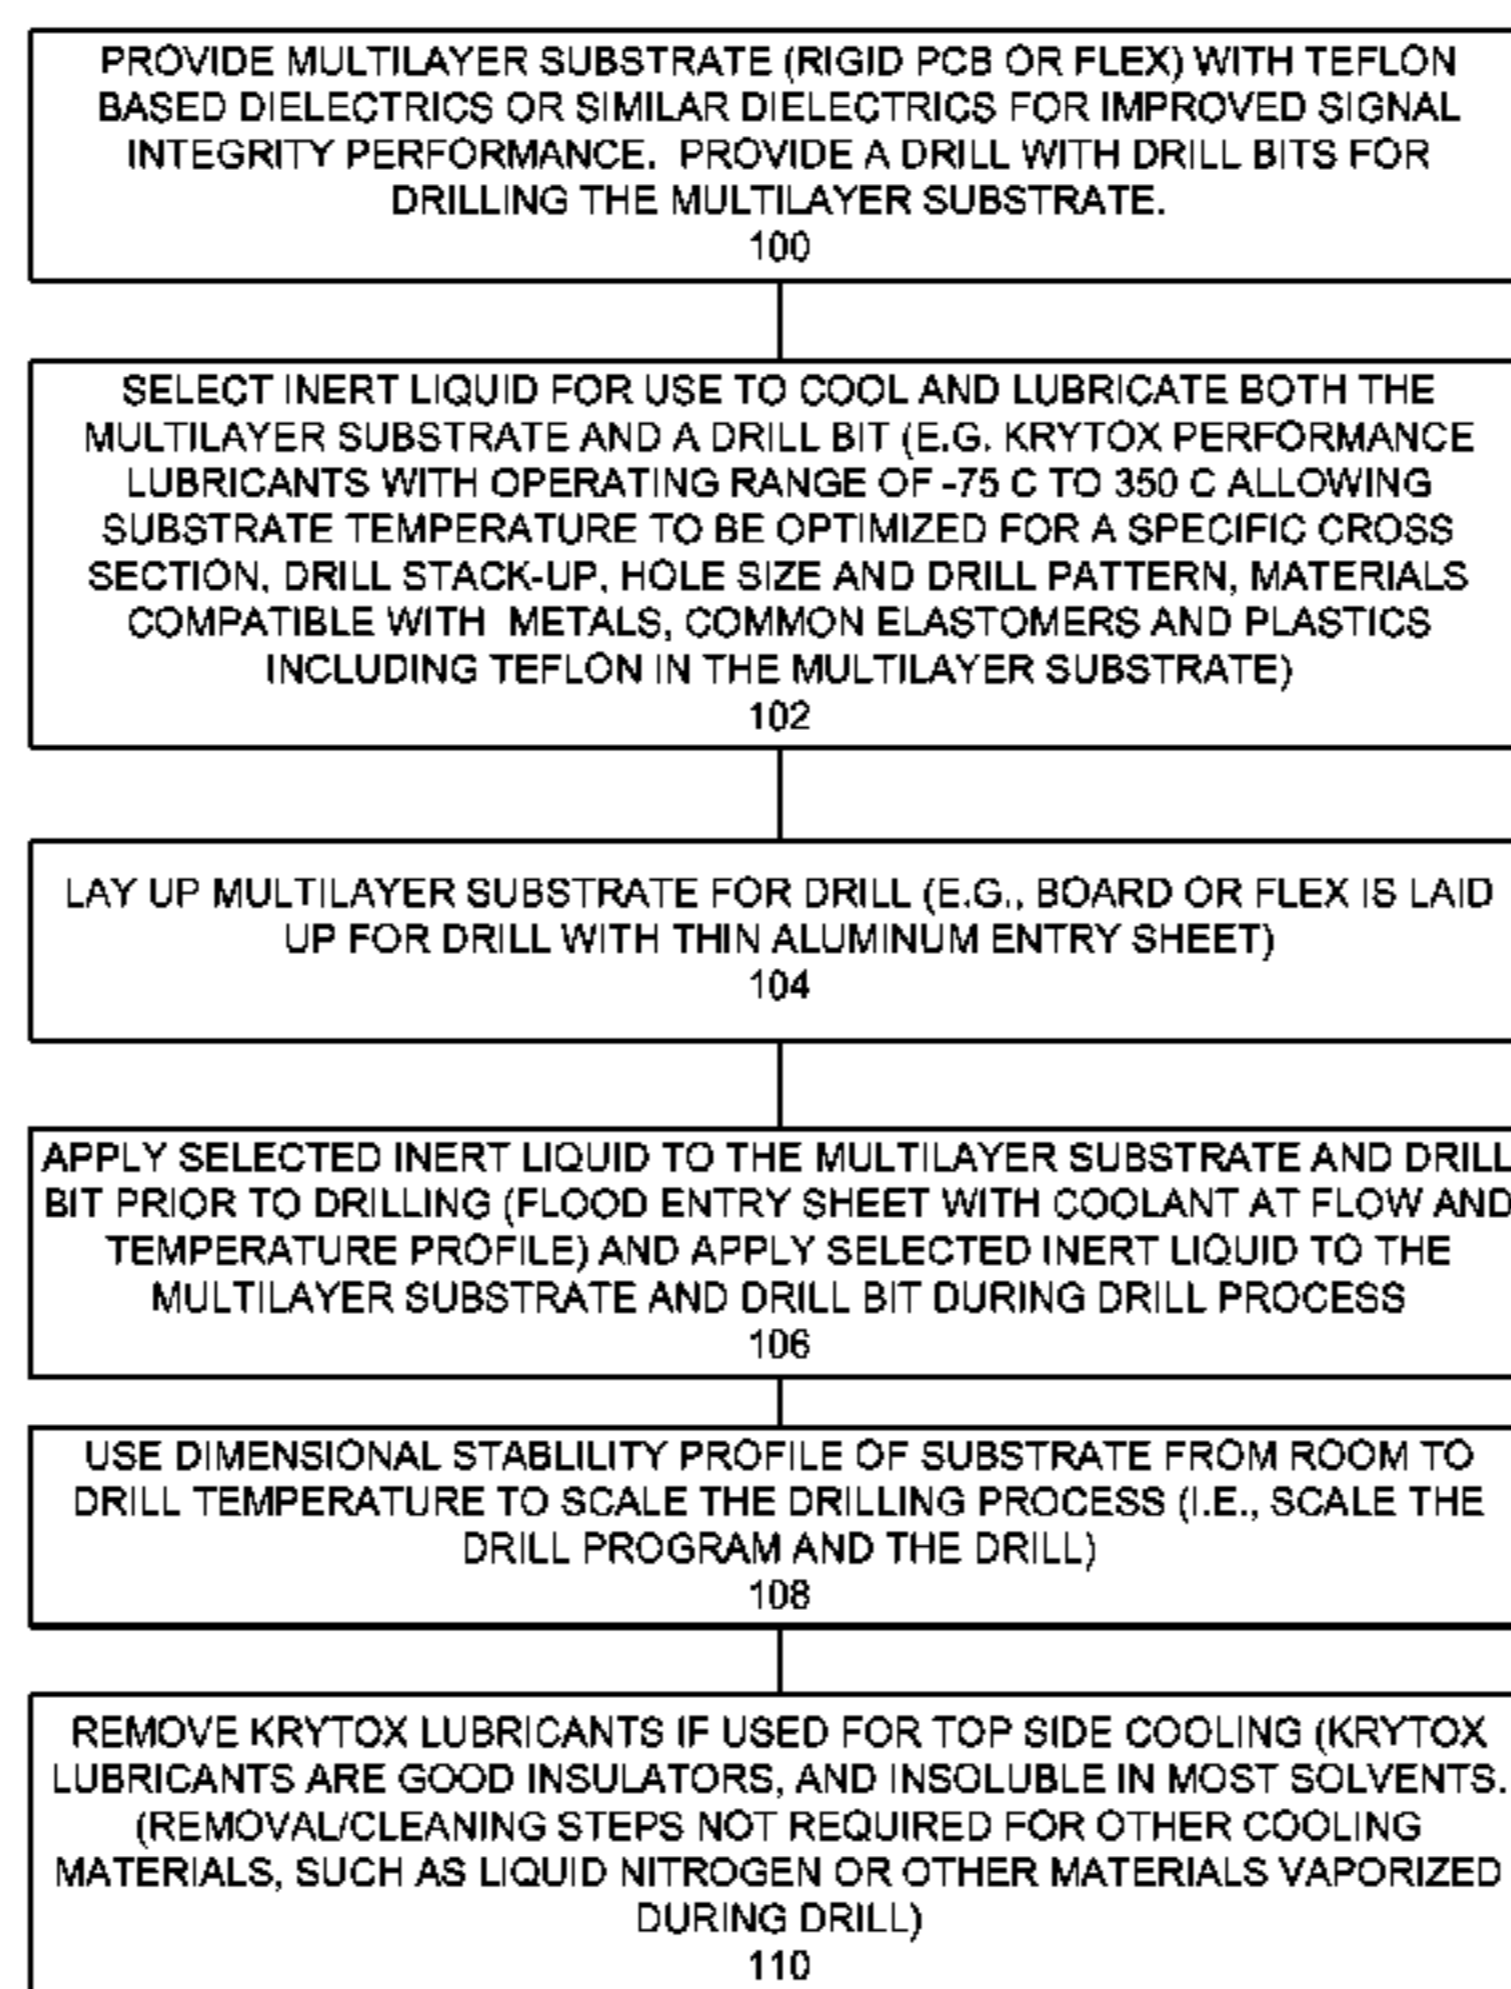 PROVIDE MULTILAYER SUBSTRATE (RIGID PCB OR FLEX) WITH TEFLON
BASED DIELECTRICS OR SIMILAR DIELECTRICS FOR IMPROVED SIGNAL
INTEGRITY PERFORMANCE. PROVIDE A DRILL WITH DRILL BITS FOR
DRILLING THE MULTILAYER SUBSTRATE.
100
SELECT INERT LIQUID FOR USE TO COOL AND LUBRICATE BOTH THE
MULTILAYER SUBSTRATE AND A DRILL BIT (E.G. KRYTOX PERFORMANCE
LUBRICANTS WITH OPERATING RANGE OF -75 C TO 350 C ALLOWING
SUBSTRATE TEMPERATURE TO BE OPTIMIZED FOR A SPECIFIC CROSS
SECTION, DRILL STACK-UP, HOLE SIZE AND DRILL PATTERN, MATERIALS
COMPATIBLE WITH METALS, COMMON ELASTOMERS AND PLASTICS
INCLUDING TEFLON IN THE MULTILAYER SUBSTRATE)
102
LAY UP MULTILAYER SUBSTRATE FOR DRILL (E.G., BOARD OR FLEX IS LAID
UP FOR DRILL WITH THIN ALUMINUM ENTRY SHEET)
104
APPLY SELECTED INERT LIQUID TO THE MULTILAYER SUBSTRATE AND DRILL
BIT PRIOR TO DRILLING (FLOOD ENTRY SHEET WITH COOLANT AT FLOW AND
TEMPERATURE PROFILE) AND APPLY SELECTED INERT LIQUID TO THE
MULTILAYER SUBSTRATE AND DRILL BIT DURING DRILL PROCESS
106
USE DIMENSIONAL STABLILITY PROFILE OF SUBSTRATE FROM ROOM TO
DRILL TEMPERATURE TO SCALE THE DRILLING PROCESS (I.E., SCALE THE
DRILL PROGRAM AND THE DRILL)
108
REMOVE KRYTOX LUBRICANTS IF USED FOR TOP SIDE COOLING (KRYTOX
LUBRICANTS ARE GOOD INSULATORS, AND INSOLUBLE IN MOST SOLVENTS.
(REMOVAL/CLEANING STEPS NOT REQUIRED FOR OTHER COOLING
MATERIALS, SUCH AS LIQUID NITROGEN OR OTHER MATERIALS VAPORIZED
DURING DRILL)
110